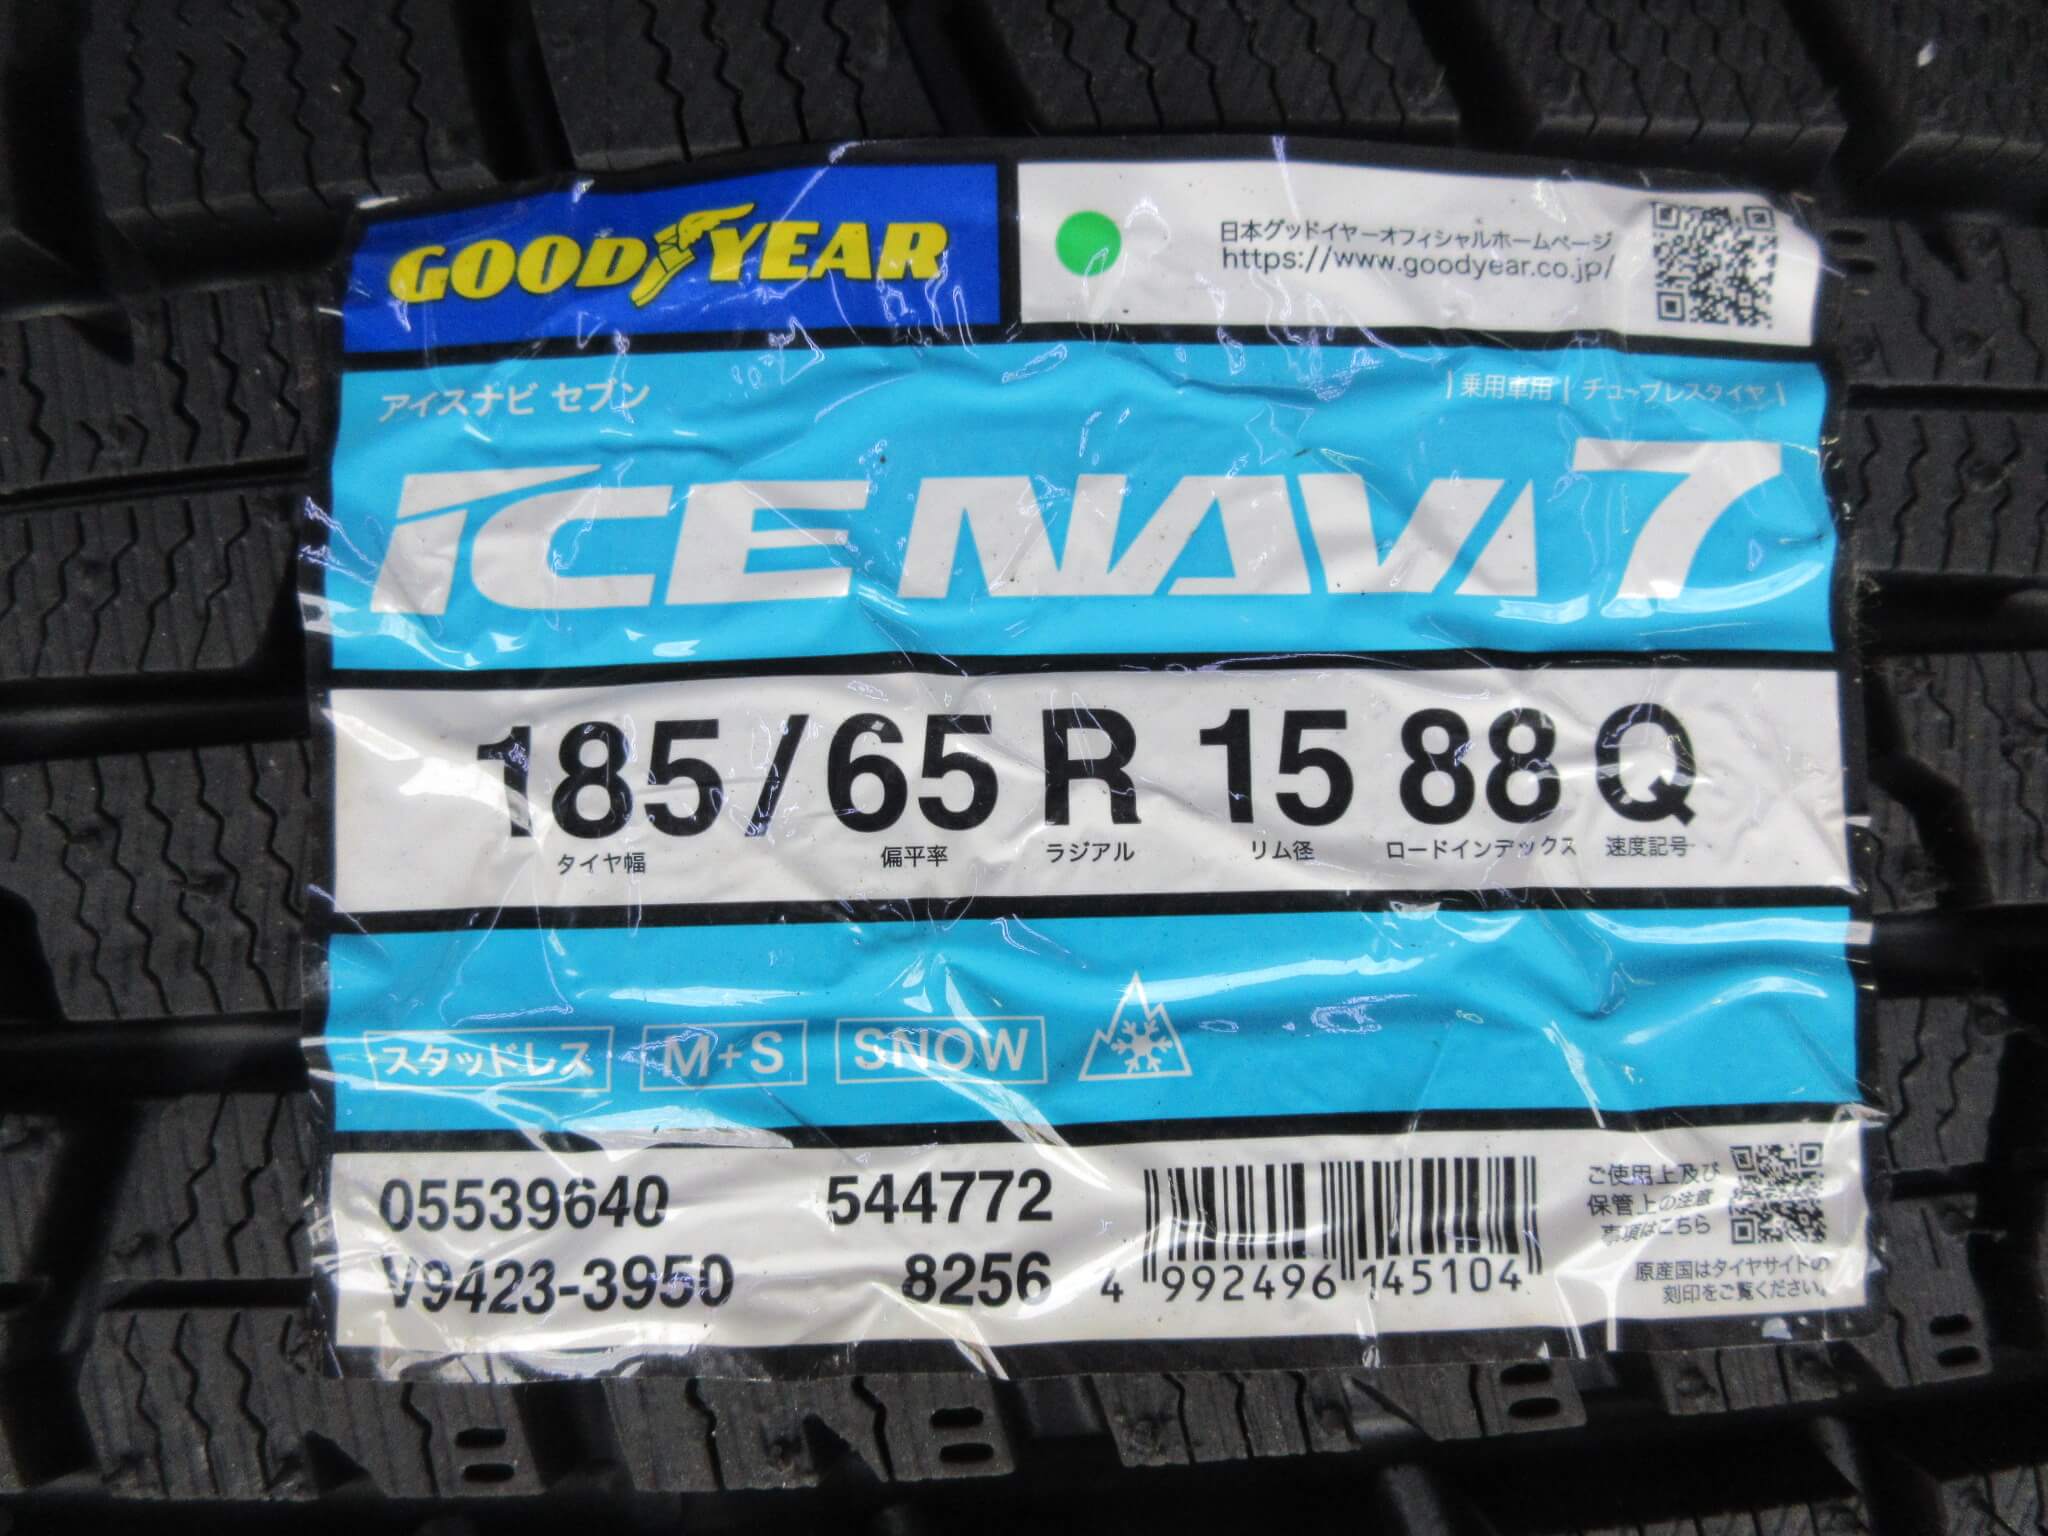 GOODYEAR
日本グッドイヤーオフィシャルホームページ
https://www.goodyear.co.jp/
アイスナビ セブン
| 乗用車用 | チューブレスタイヤ |
ICE NAVI 7
185/65 R 15 88 Q
タイヤ幅 偏平率 ラジアル リム径 ロードインデックス 速度記号
スタッドレス M+S SNOW
05539640 544772
V9423-3950 8256
4 992496 145104
ご使用上及び
保管上の注意
事項はこちら
原産国はタイヤサイドの
刻印をご覧ください。